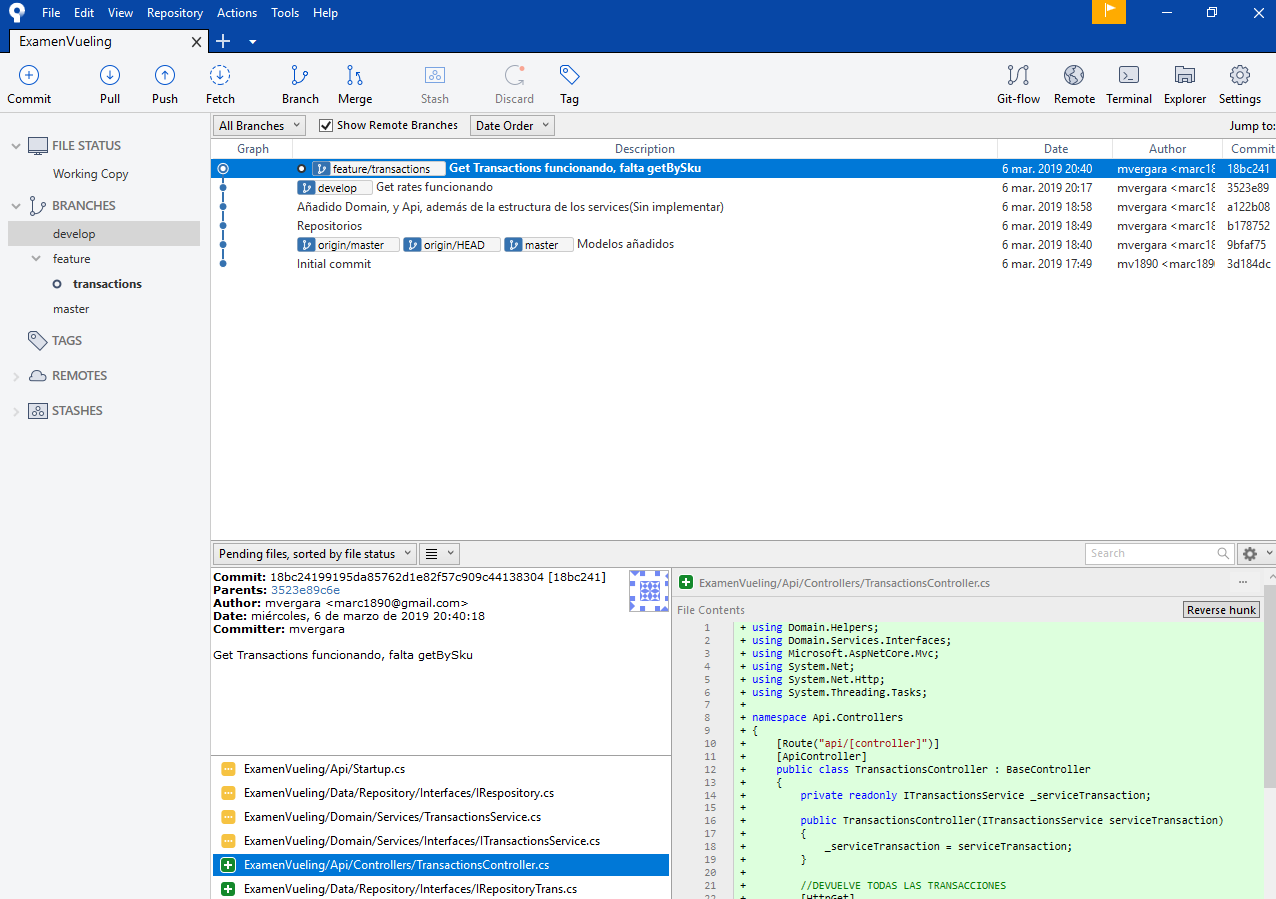 File Edit View Repository Actions Tools Help
ExamenVueling
Commit Pull Push Fetch Branch Merge Stash Discard Tag Git-flow Remote Terminal Explorer Settings
FILE STATUS
Working Copy
BRANCHES
develop
feature
transactions
master
TAGS
REMOTES
STASHES
All Branches Show Remote Branches Date Order Jump to:
Graph Description Date Author Commit
feature/transactions Get Transactions funcionando, falta getBySku 6 mar. 2019 20:40 mvergara <marc18 18bc241
develop Get rates funcionando 6 mar. 2019 20:17 mvergara <marc18 3523e89
Añadido Domain, y Api, además de la estructura de los services(Sin implementar) 6 mar. 2019 18:58 mvergara <marc18 a122b08
Repositorios 6 mar. 2019 18:49 mvergara <marc18 b178752
origin/master origin/HEAD master Modelos añadidos 6 mar. 2019 18:40 mvergara <marc18 9bfaf75
Initial commit 6 mar. 2019 17:49 mv1890 <marc1890 3d184dc
Pending files, sorted by file status Search
Commit: 18bc24199195da85762d1e82f57c909c44138304 [18bc241]
Parents: 3523e89c6e
Author: mvergara <marc1890@gmail.com>
Date: miércoles, 6 de marzo de 2019 20:40:18
Committer: mvergara
Get Transactions funcionando, falta getBySku
ExamenVueling/Api/Startup.cs
ExamenVueling/Data/Repository/Interfaces/IRespository.cs
ExamenVueling/Domain/Services/TransactionsService.cs
ExamenVueling/Domain/Services/Interfaces/ITransactionsService.cs
ExamenVueling/Api/Controllers/TransactionsController.cs
ExamenVueling/Data/Repository/Interfaces/IRepositoryTrans.cs
ExamenVueling/Api/Controllers/TransactionsController.cs
File Contents Reverse hunk
1 + using Domain.Helpers;
2 + using Domain.Services.Interfaces;
3 + using Microsoft.AspNetCore.Mvc;
4 + using System.Net;
5 + using System.Net.Http;
6 + using System.Threading.Tasks;
7 +
8 + namespace Api.Controllers
9 + {
10 + [Route("api/[controller]")]
11 + [ApiController]
12 + public class TransactionsController : BaseController
13 + {
14 + private readonly ITransactionsService _serviceTransaction;
15 +
16 + public TransactionsController(ITransactionsService serviceTransaction)
17 + {
18 + _serviceTransaction = serviceTransaction;
19 + }
20 +
21 + //DEVUELVE TODAS LAS TRANSACCIONES
22 + [HttpGet]